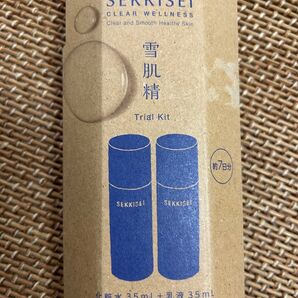 SEKKISEI
CLEAR WELLNESS
Clear and Smooth Healthy Skin
雪肌精
Trial Kit
約7日分
SEKKISEI
SEKKISEI
化粧水 35mL + 乳液 35mL